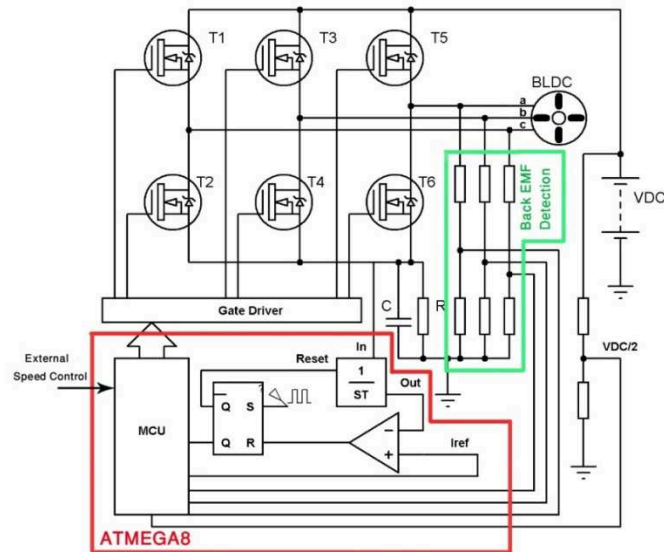 T1
T3
T5
BLDC
a
b
c
T2
T4
T6
Back EMF
Detection
VDC
Gate Driver
C
R
VDC/2
External
Speed Control
In
Reset
1
ST
Out
Q
S
Q
R
MCU
−
+
Iref
ATMEGA8